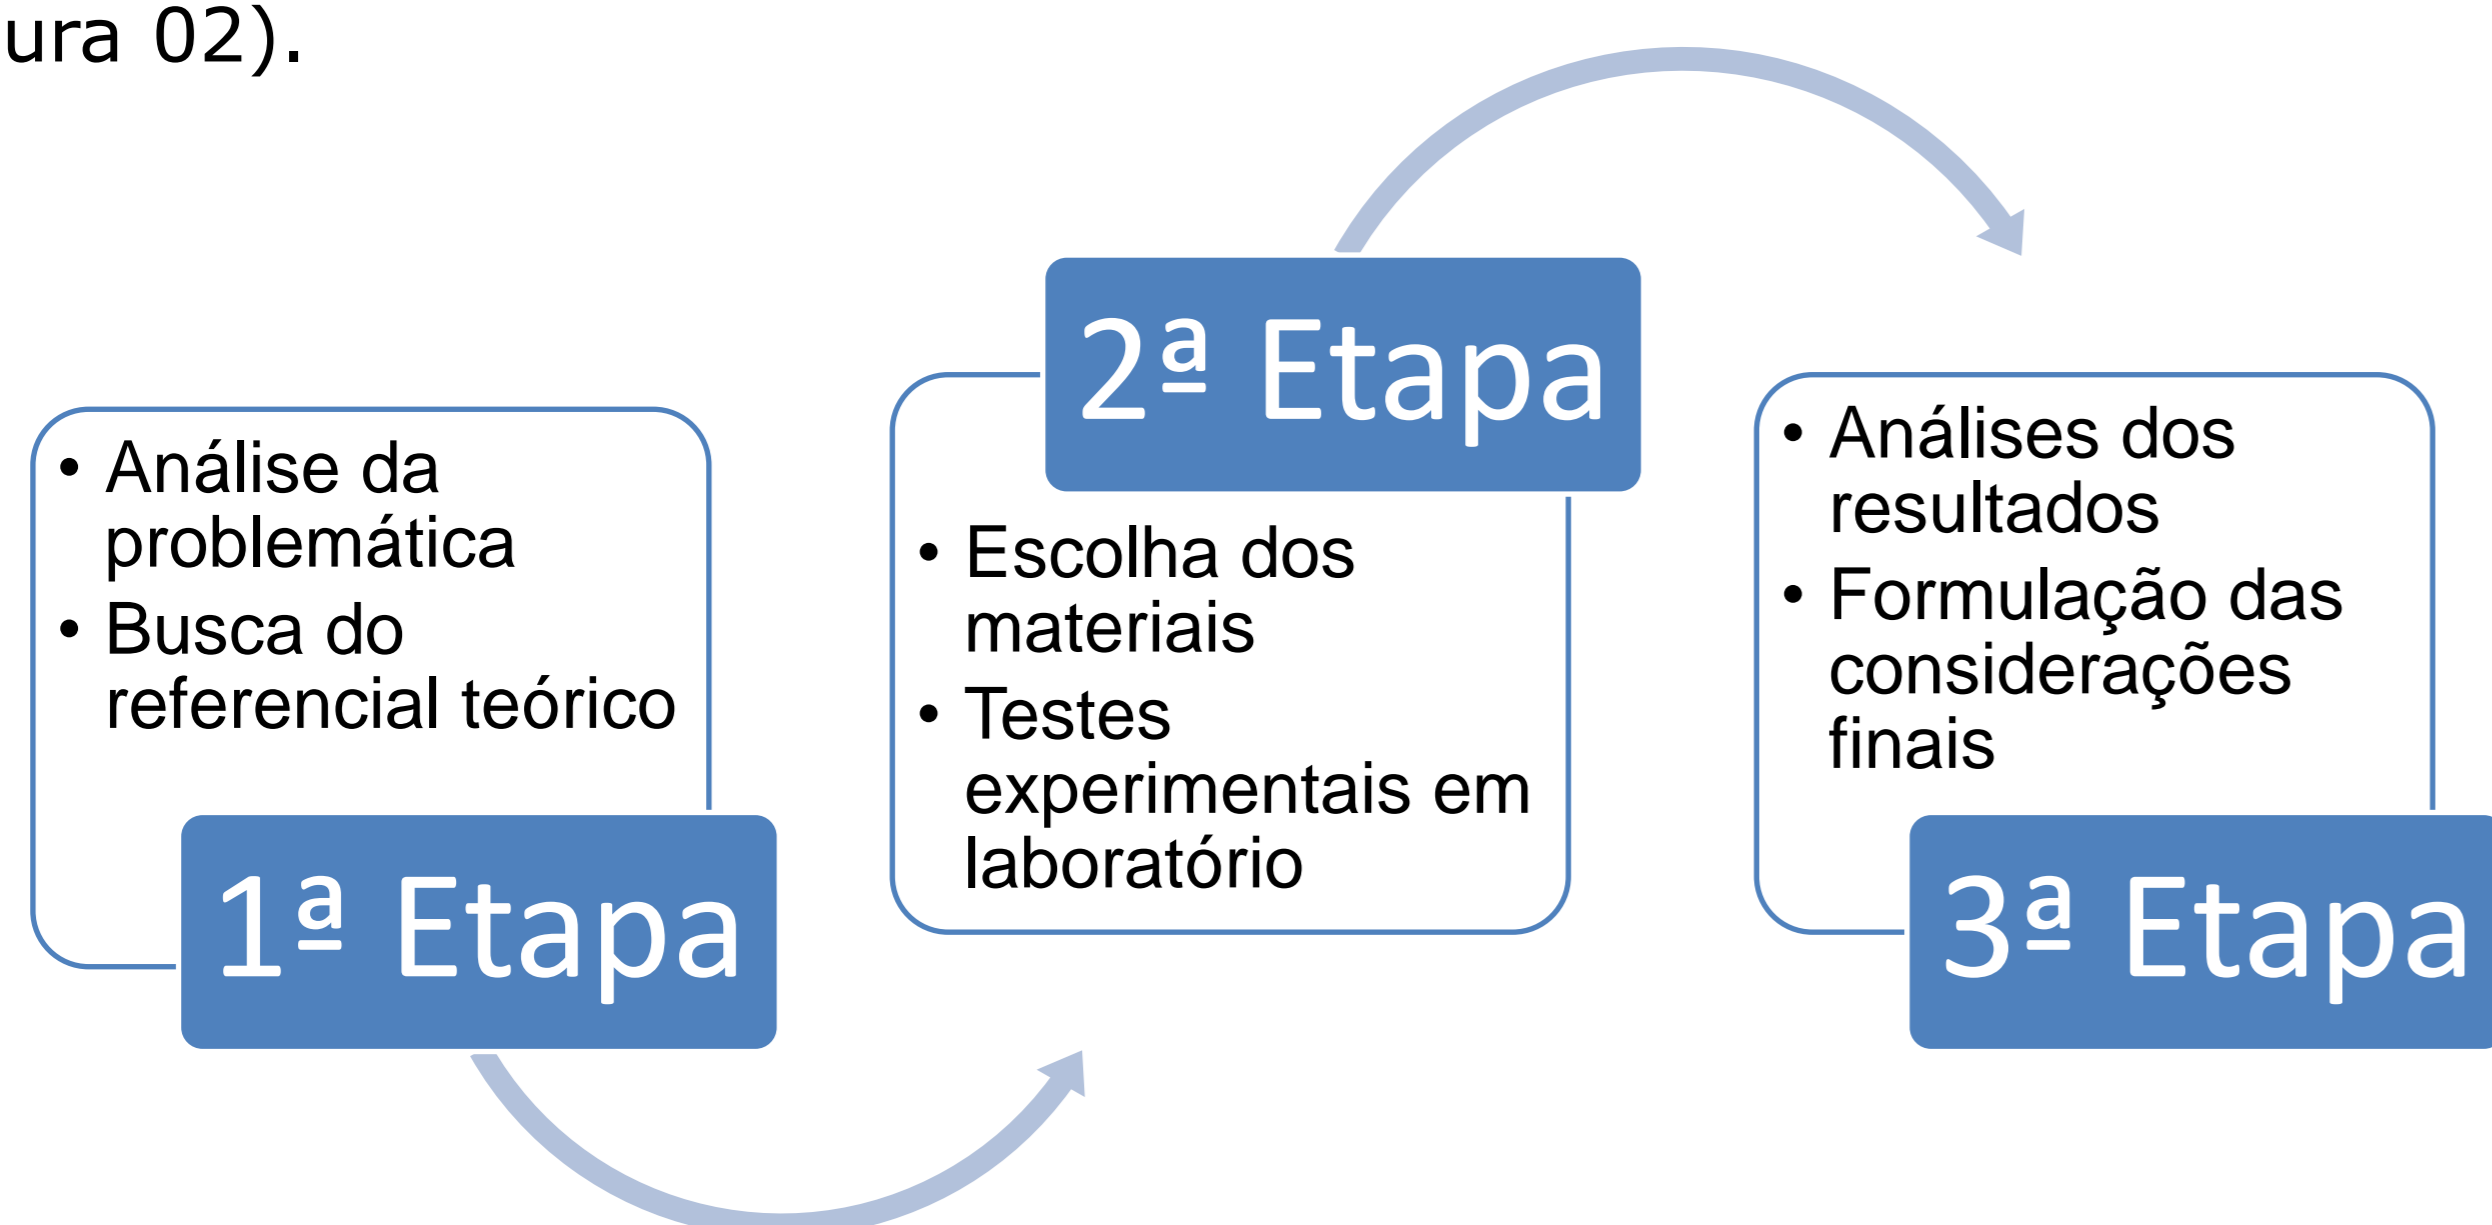 ura 02).
• Análise da
problemática
• Busca do
referencial teórico
1ª Etapa
2ª Etapa
• Escolha dos
materiais
• Testes
experimentais em
laboratório
• Análises dos
resultados
• Formulação das
considerações
finais
3ª Etapa